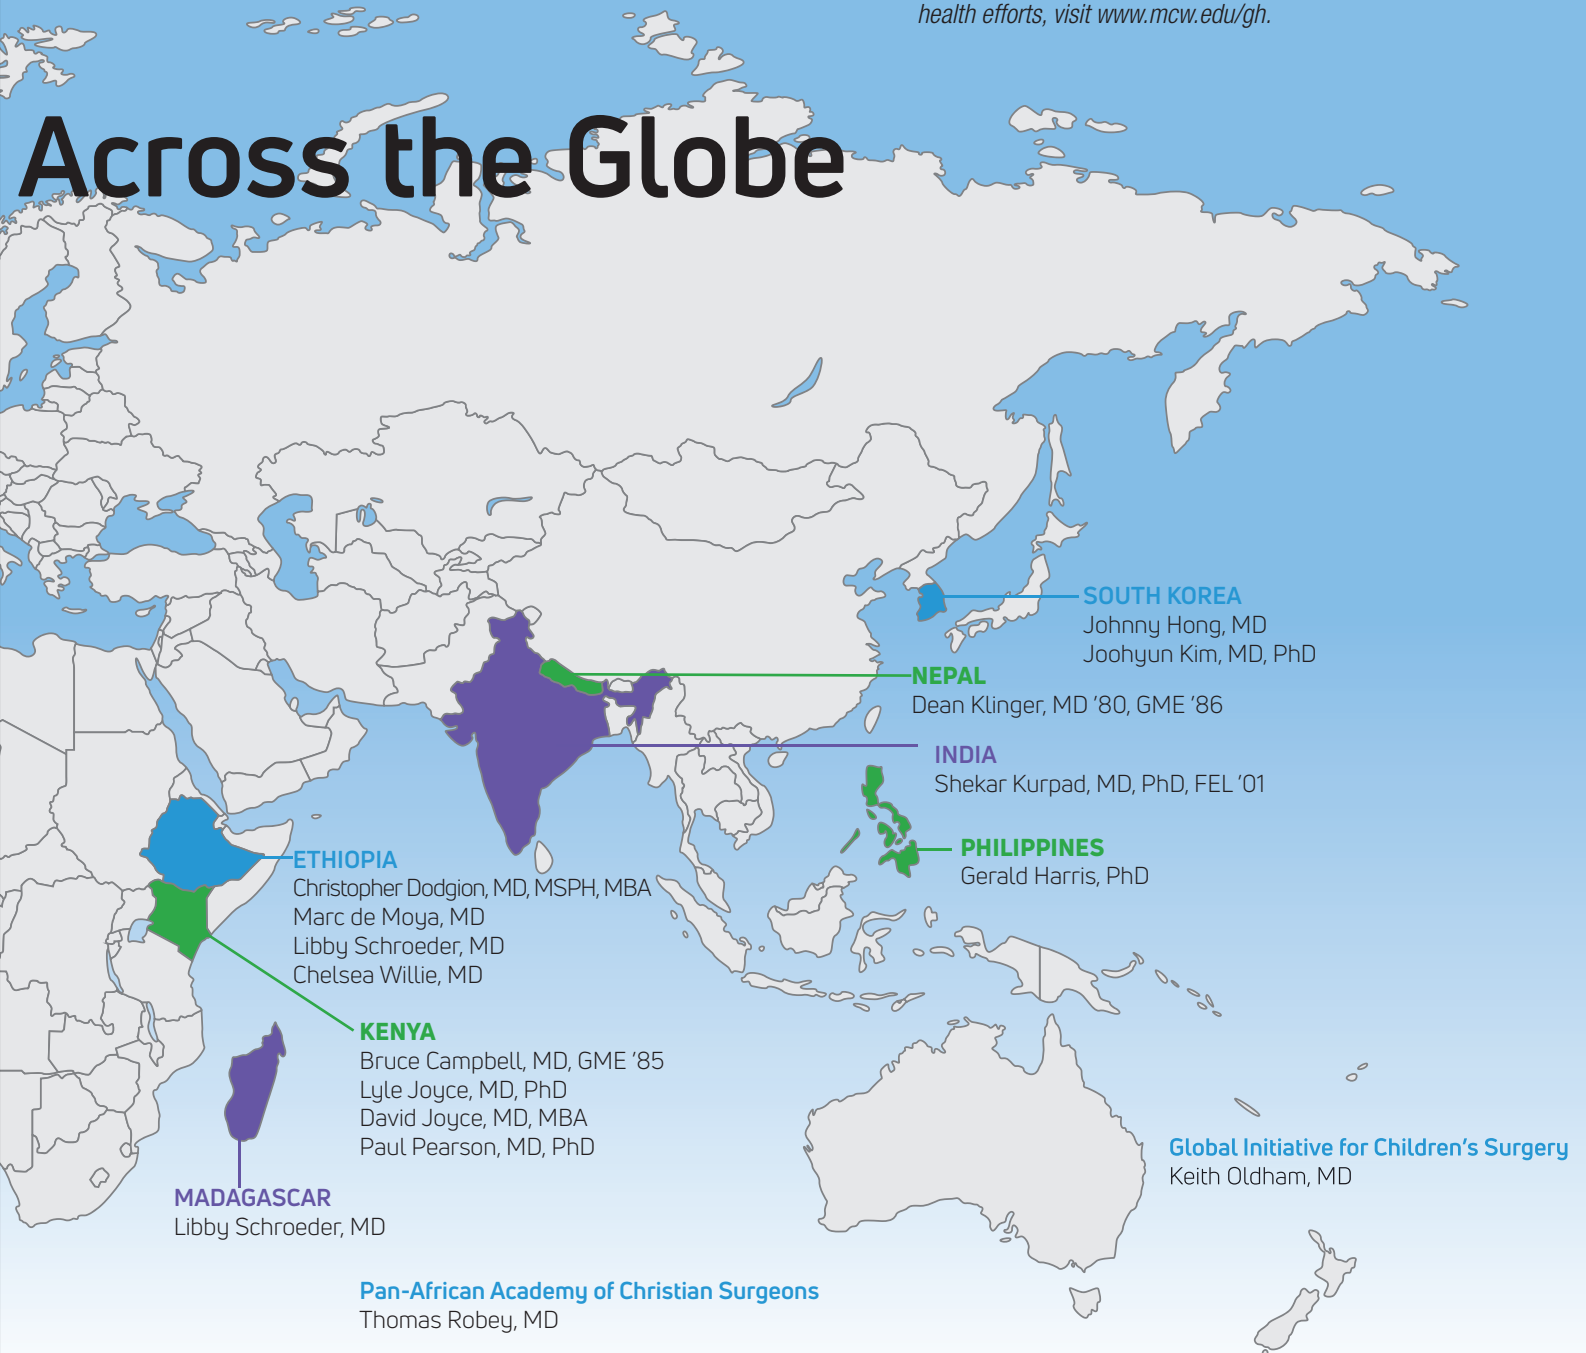 health efforts, visit www.mcw.edu/gh.
Across the Globe
SOUTH KOREA
Johnny Hong, MD
Joohyun Kim, MD, PhD
NEPAL
Dean Klinger, MD ’80, GME ’86
INDIA
Shekar Kurpad, MD, PhD, FEL ’01
PHILIPPINES
Gerald Harris, PhD
ETHIOPIA
Christopher Dodgion, MD, MSPH, MBA
Marc de Moya, MD
Libby Schroeder, MD
Chelsea Willie, MD
KENYA
Bruce Campbell, MD, GME ’85
Lyle Joyce, MD, PhD
David Joyce, MD, MBA
Paul Pearson, MD, PhD
Global Initiative for Children’s Surgery
Keith Oldham, MD
MADAGASCAR
Libby Schroeder, MD
Pan-African Academy of Christian Surgeons
Thomas Robey, MD